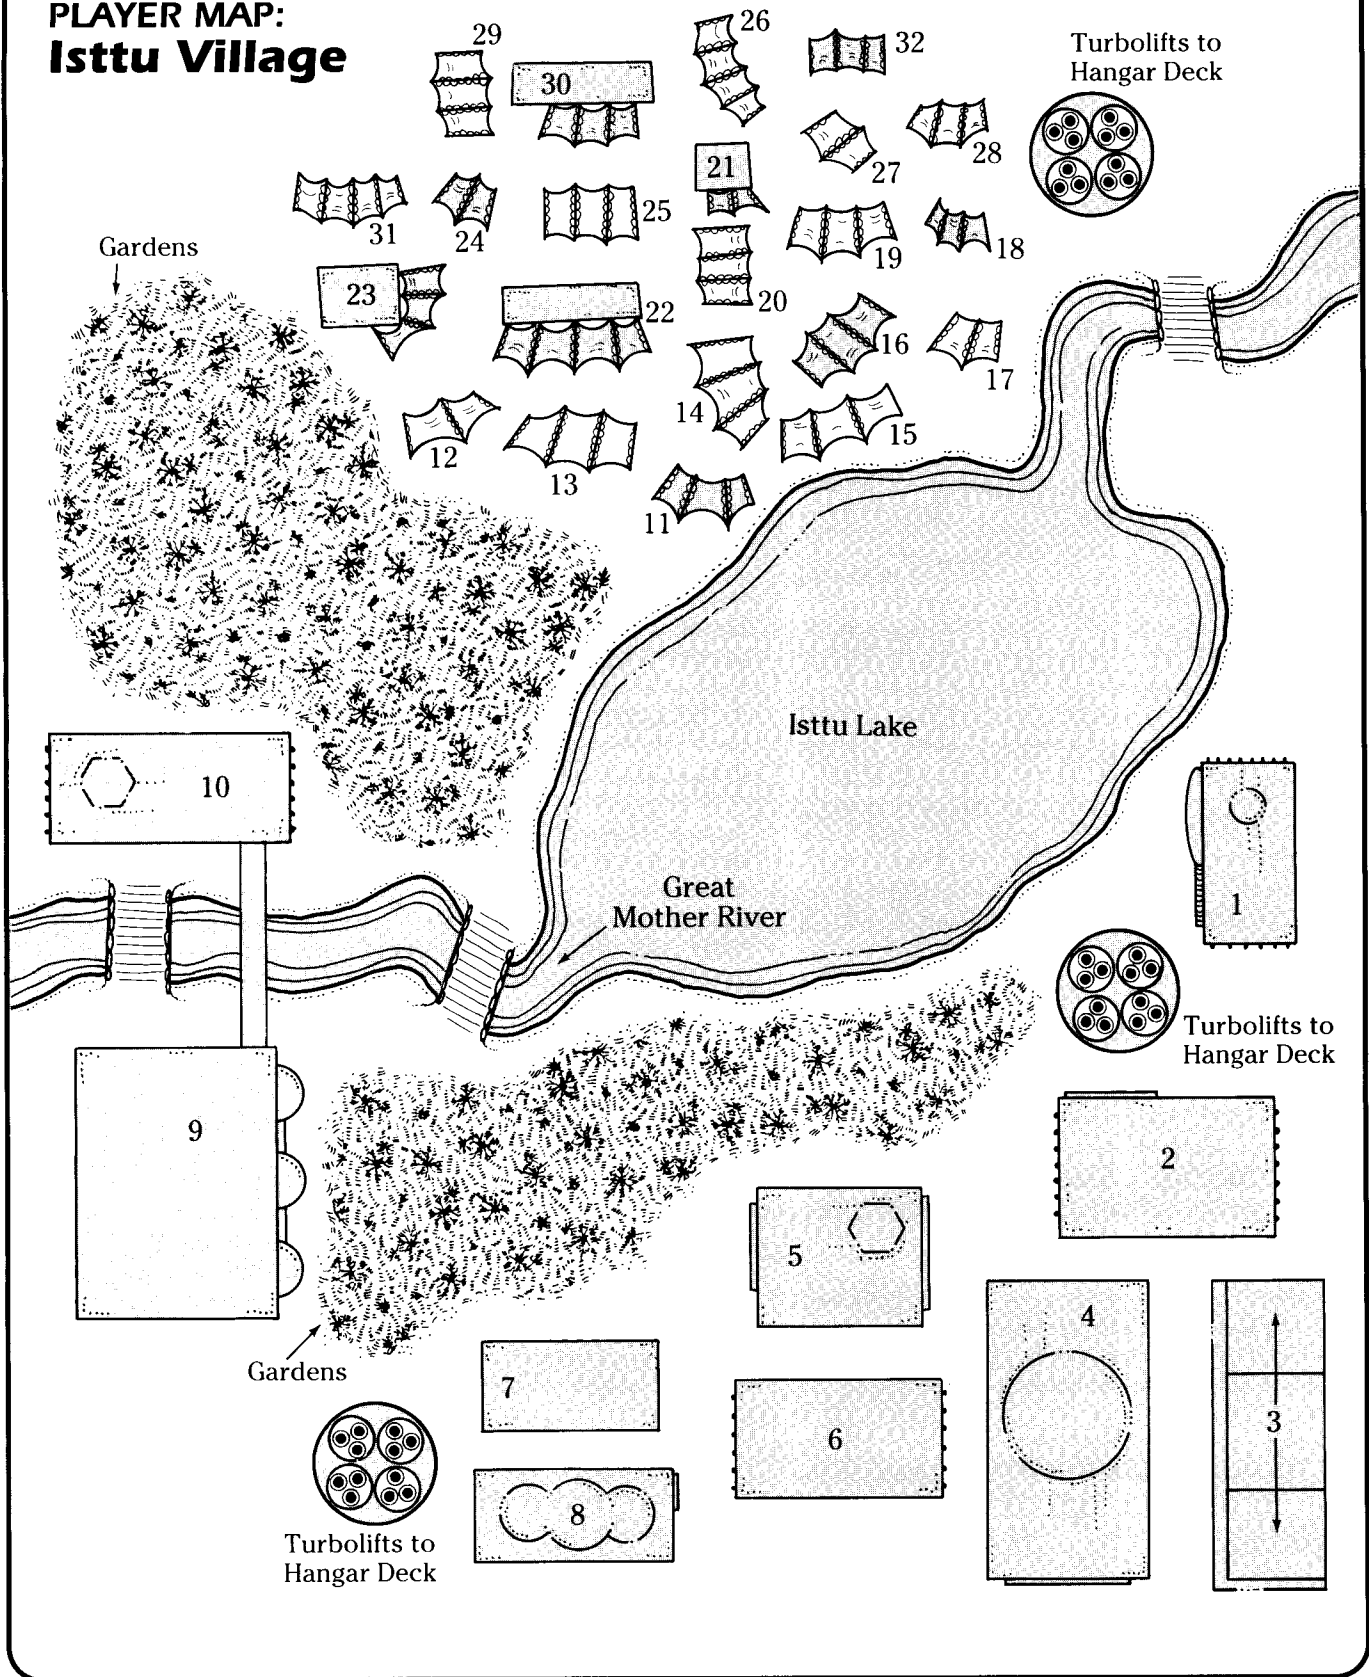 PLAYER MAP:
Isttu Village
29
30
26
32
Turbolifts to
Hangar Deck
21
27
28
31
24
25
19
18
Gardens
23
22
20
16
17
14
15
12
13
11
Isttu Lake
10
Great
Mother River
1
Turbolifts to
Hangar Deck
9
2
5
4
Gardens
7
6
3
8
Turbolifts to
Hangar Deck